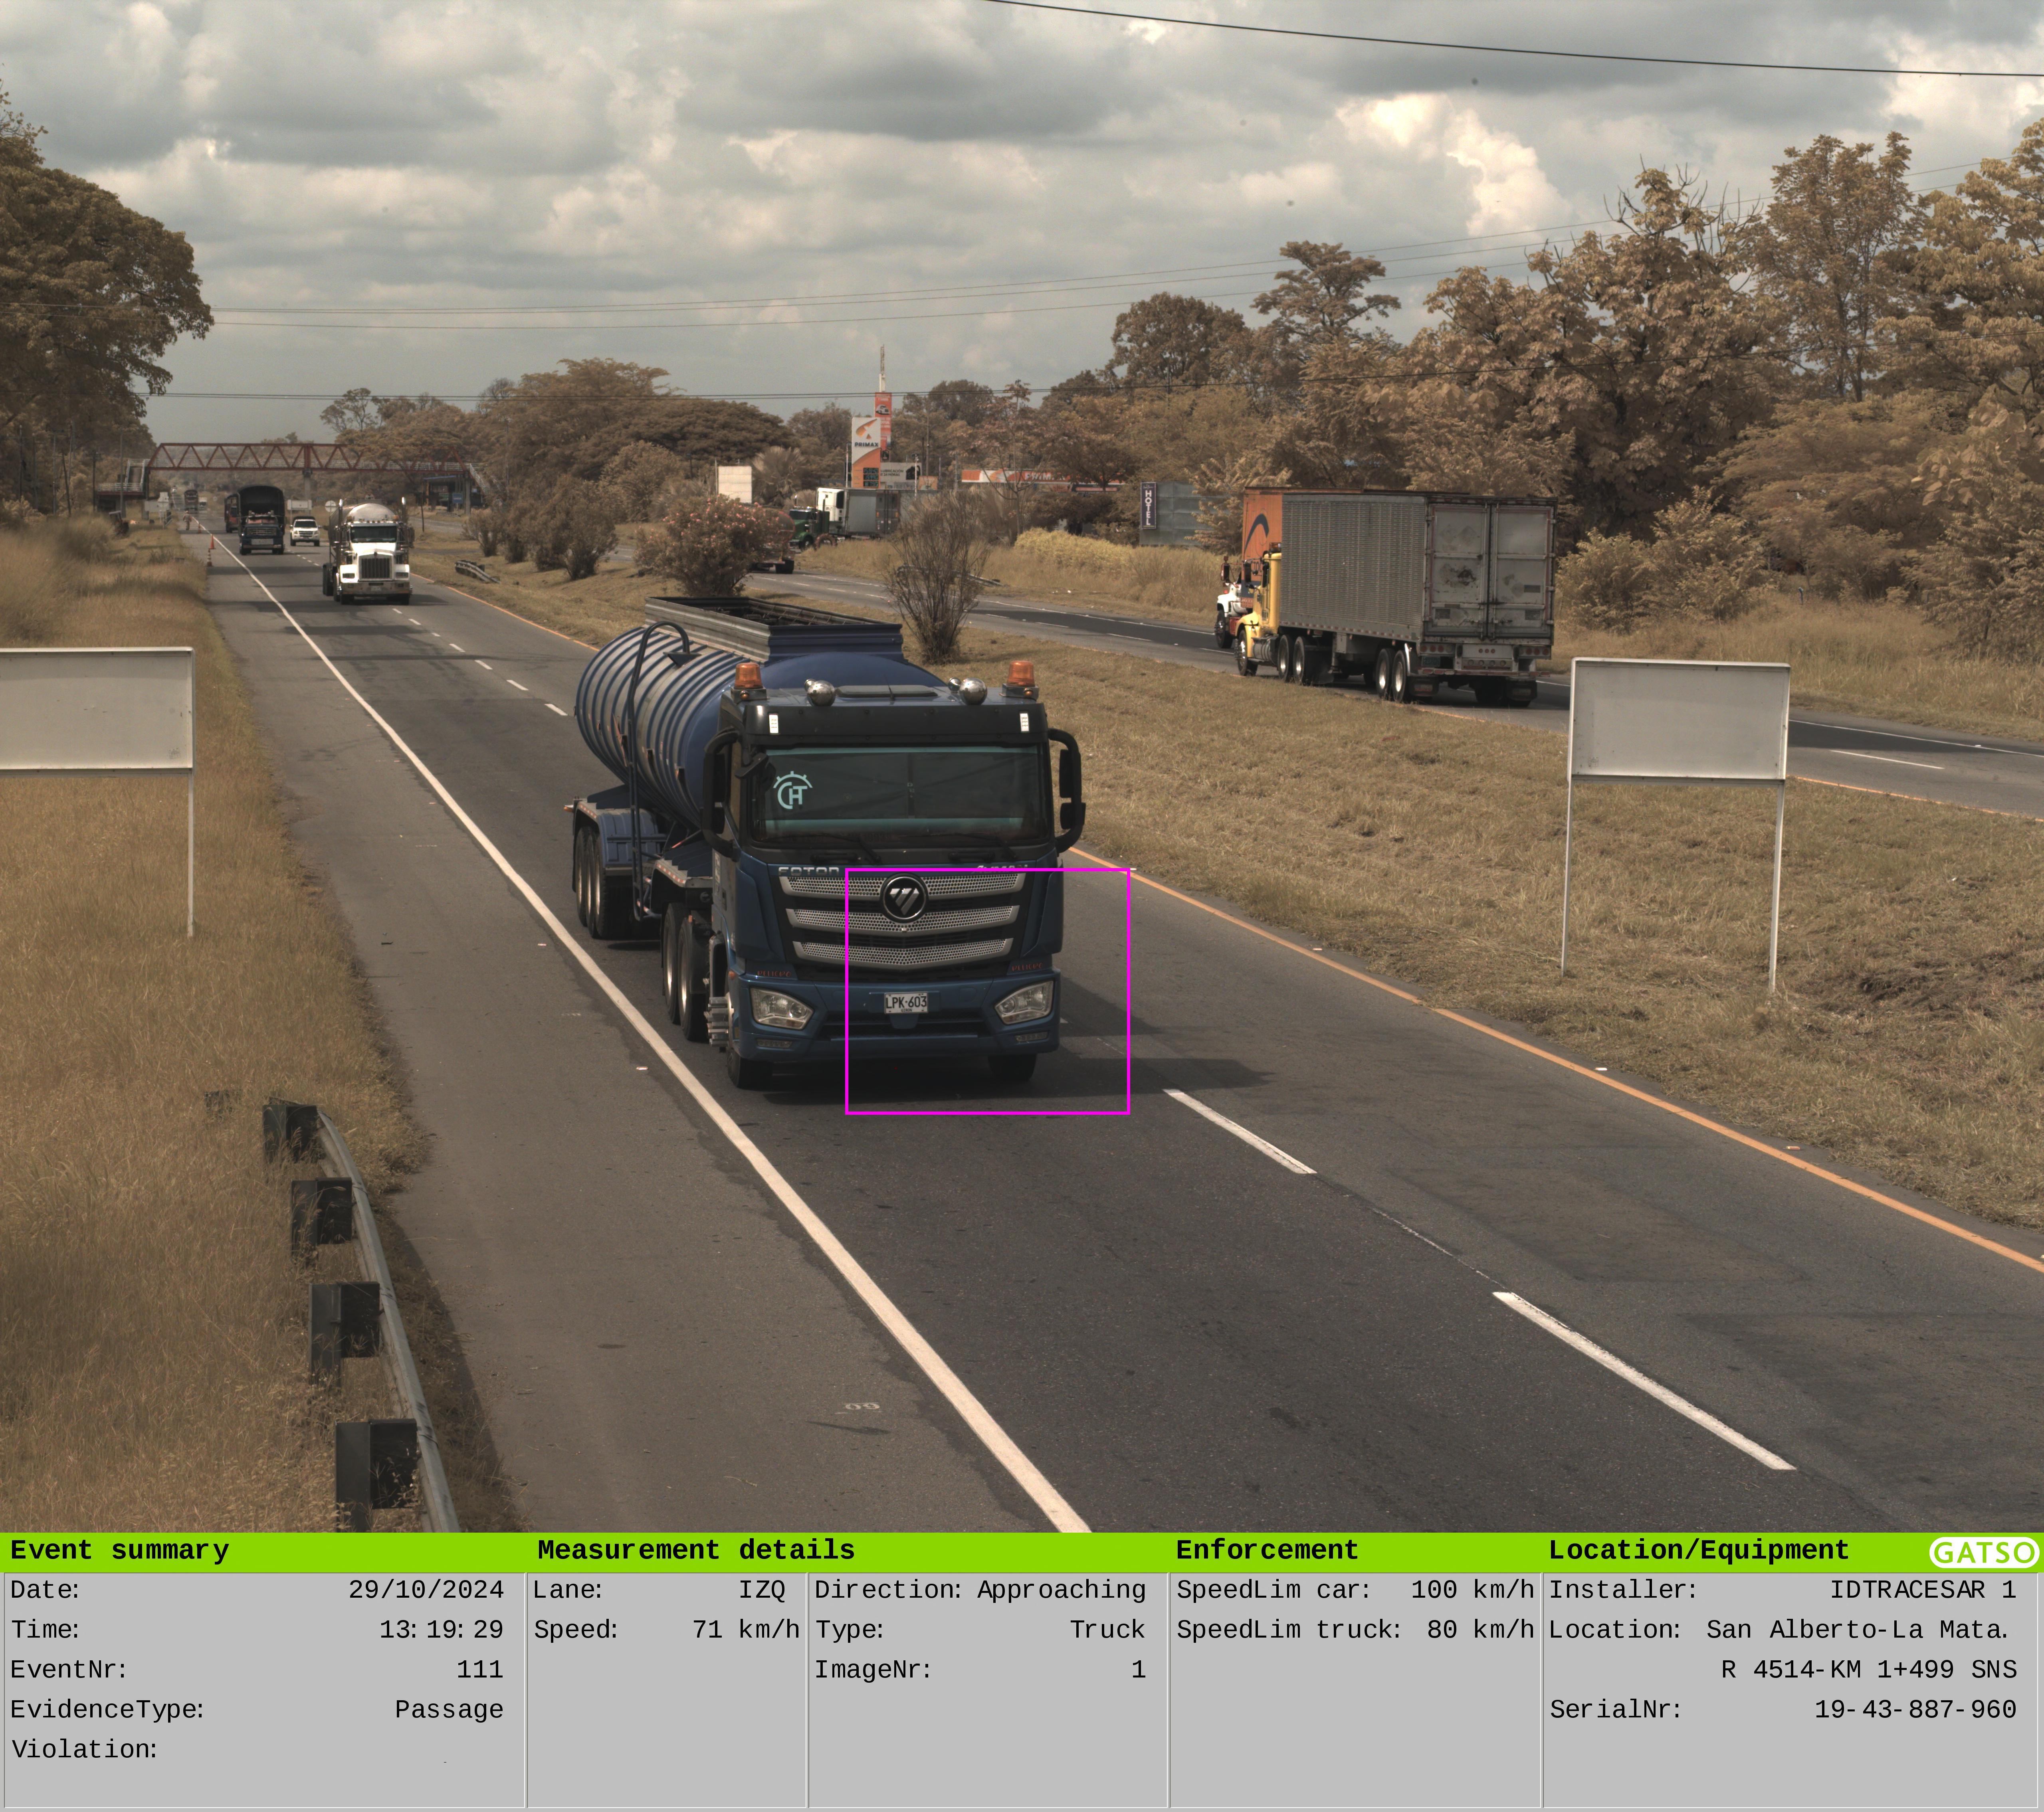 PRIMAX
HOTEL
CHT
FOTON
LPK-603
Event summary
Date: 29/10/2024
Time: 13:19:29
EventNr: 111
EvidenceType: Passage
Violation:
Measurement details
Lane: IZQ
Speed: 71 km/h
Direction: Approaching
Type: Truck
ImageNr: 1
Enforcement
SpeedLim car: 100 km/h
SpeedLim truck: 80 km/h
Location/Equipment
GATSO
Installer: IDTRACESAR 1
Location: San Alberto-La Mata.
R 4514-KM 1+499 SNS
SerialNr: 19-43-887-960